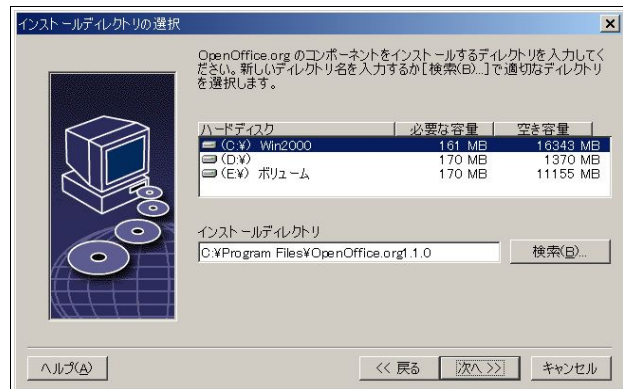 インストールディレクトリの選択
OpenOffice.org のコンポーネントをインストールするディレクトリを入力してく
ださい。新しいディレクトリ名を入力するか[検索(B)...]で適切なディレクトリ
を選択します。
ハードディスク 必要な容量 空き容量
(C:¥) Win2000 161 MB 16343 MB
(D:¥) 170 MB 1370 MB
(E:¥) ボリューム 170 MB 11155 MB
インストールディレクトリ
C:¥Program Files¥OpenOffice.org1.1.0 検索(B)...
ヘルプ(A) << 戻る 次へ >> キャンセル